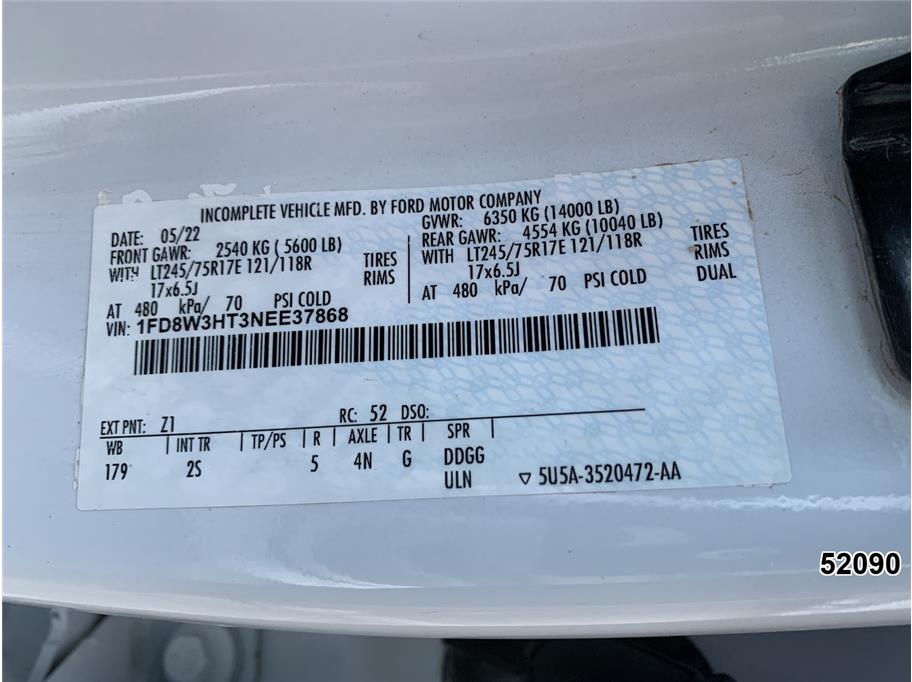 INCOMPLETE VEHICLE MFD. BY FORD MOTOR COMPANY
DATE: 05/22
FRONT GAWR: 2540 KG ( 5600 LB)
WITH LT245/75R17E 121/118R TIRES
17x6.5J RIMS
AT 480 kPa/ 70 PSI COLD
GVWR: 6350 KG (14000 LB)
REAR GAWR: 4554 KG (10040 LB)
WITH LT245/75R17E 121/118R TIRES
17x6.5J RIMS
AT 480 kPa/ 70 PSI COLD DUAL
VIN: 1FD8W3HT3NEE37868
EXT PNT: Z1 RC: 52 DSO:
WB INT TR TP/PS R AXLE TR SPR
179 2S 5 4N G DDGG
ULN ▽ 5U5A-3520472-AA
52090